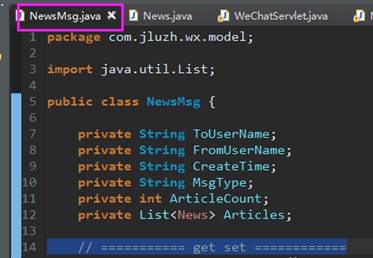 NewsMsg.java News.java WeChatServlet.java
1 package com.jluzh.wx.model;
2
3 import java.util.List;
4
5 public class NewsMsg {
6
7 private String ToUserName;
8 private String FromUserName;
9 private String CreateTime;
10 private String MsgType;
11 private int ArticleCount;
12 private List<News> Articles;
13
14 // =========== get set ============